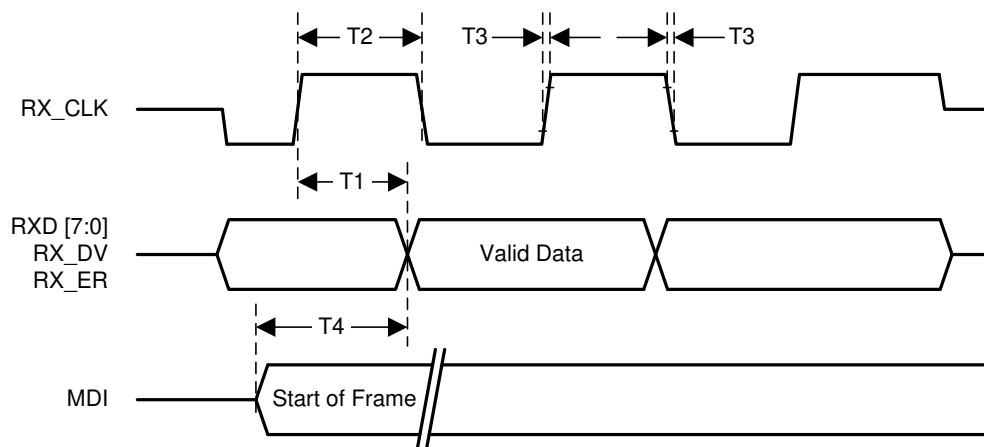 T2
T3
T3
RX_CLK
T1
RXD [7:0]
RX_DV
RX_ER
Valid Data
T4
MDI
Start of Frame